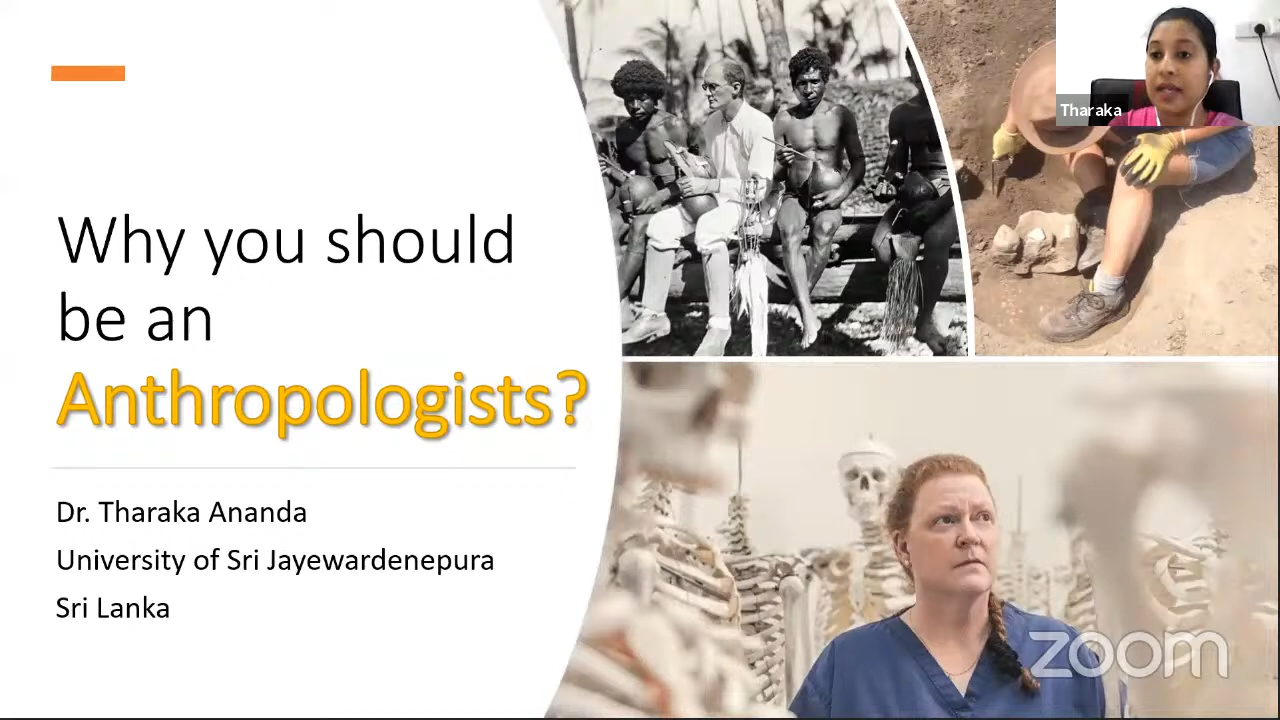 Why you should
be an
Anthropologists?
Dr. Tharaka Ananda
University of Sri Jayewardenepura
Sri Lanka
Tharaka
zoom